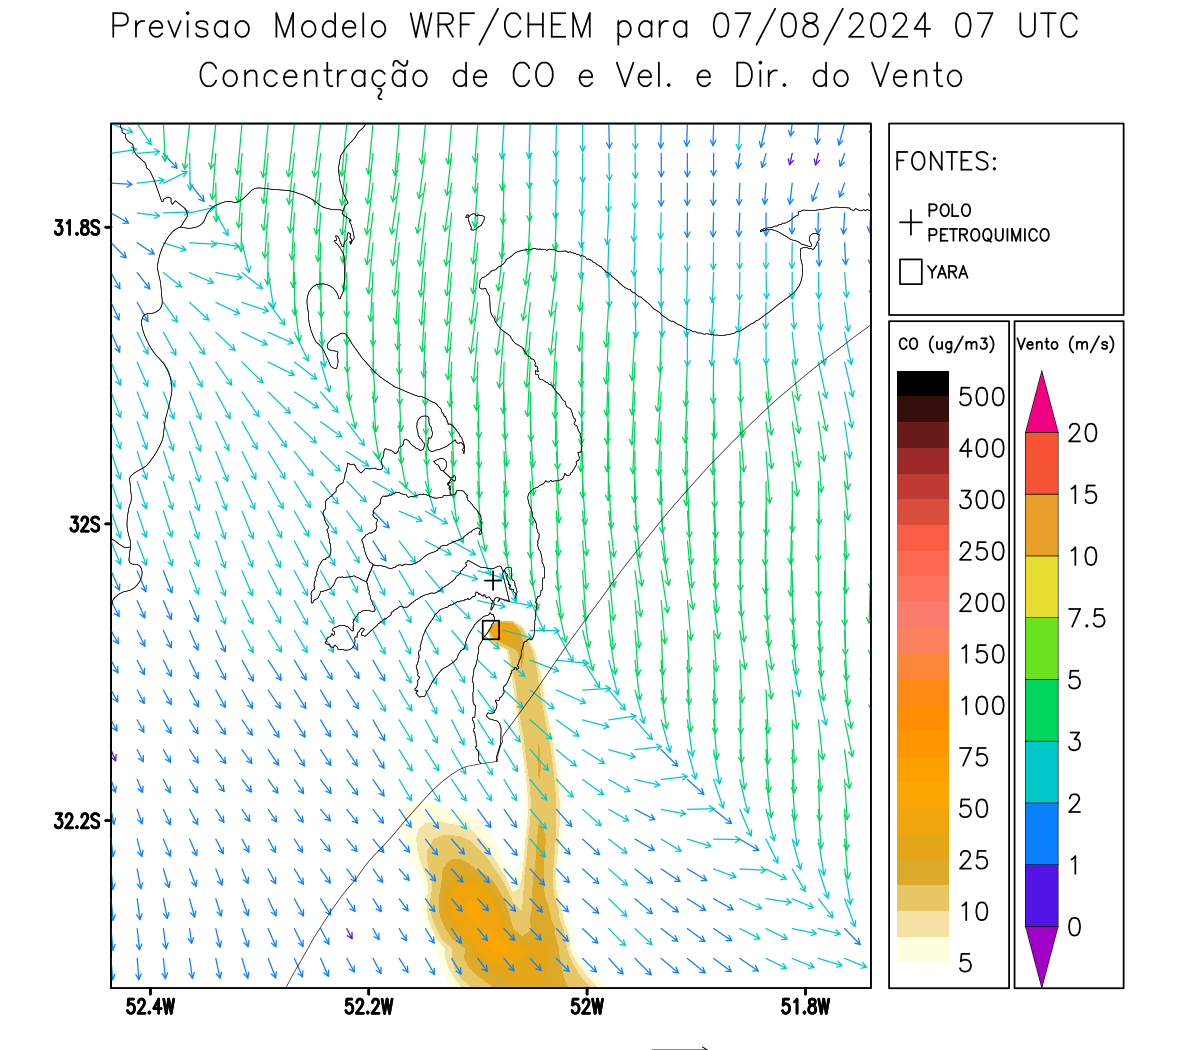 Previsao Modelo WRF/CHEM para 07/08/2024 07 UTC
Concentração de CO e Vel. e Dir. do Vento
FONTES:
POLO
PETROQUIMICO
YARA
31.8S
32S
32.2S
52.4W
52.2W
52W
51.8W
CO (ug/m3)
500
400
300
250
200
150
100
75
50
25
10
5
Vento (m/s)
20
15
10
7.5
5
3
2
1
0